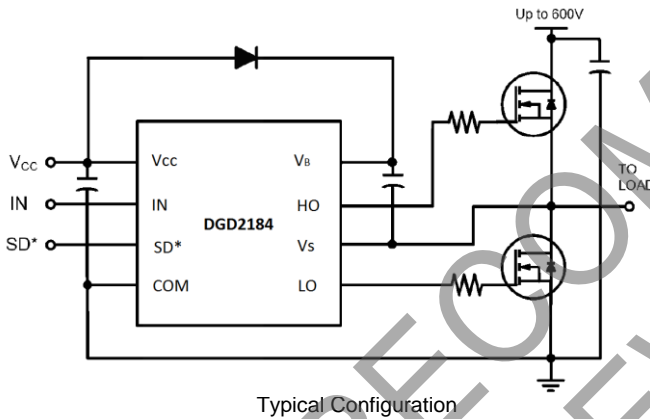 Up to 600V
Vcc Vcc VB
TO
LOAD
IN IN HO
DGD2184
SD* SD* Vs
COM LO
Typical Configuration